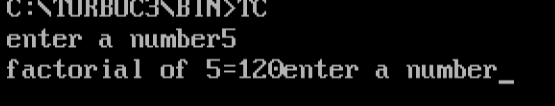 C:\TURBOC3\BIN>TC
enter a number5
factorial of 5=120enter a number_